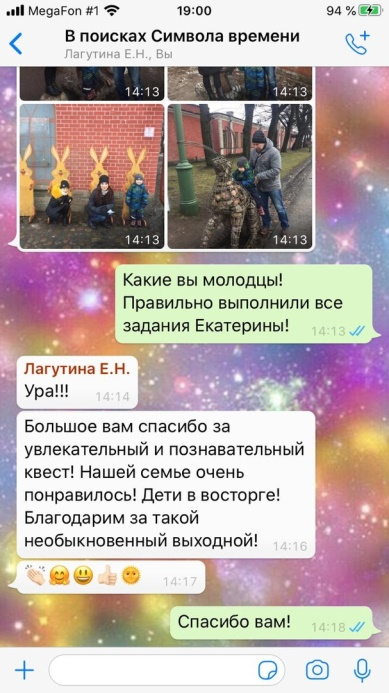 MegaFon #1 19:00 94 %
В поисках Символа времени
Лагутина Е.Н., Вы
14:13 14:13
14:13 14:13
Какие вы молодцы!
Правильно выполнили все
задания Екатерины! 14:13
Лагутина Е.Н.
Ура!!! 14:14
Большое вам спасибо за
увлекательный и познавательный
квест! Нашей семье очень
понравилось! Дети в восторге!
Благодарим за такой
необыкновенный выходной! 14:16
14:17
Спасибо вам! 14:18